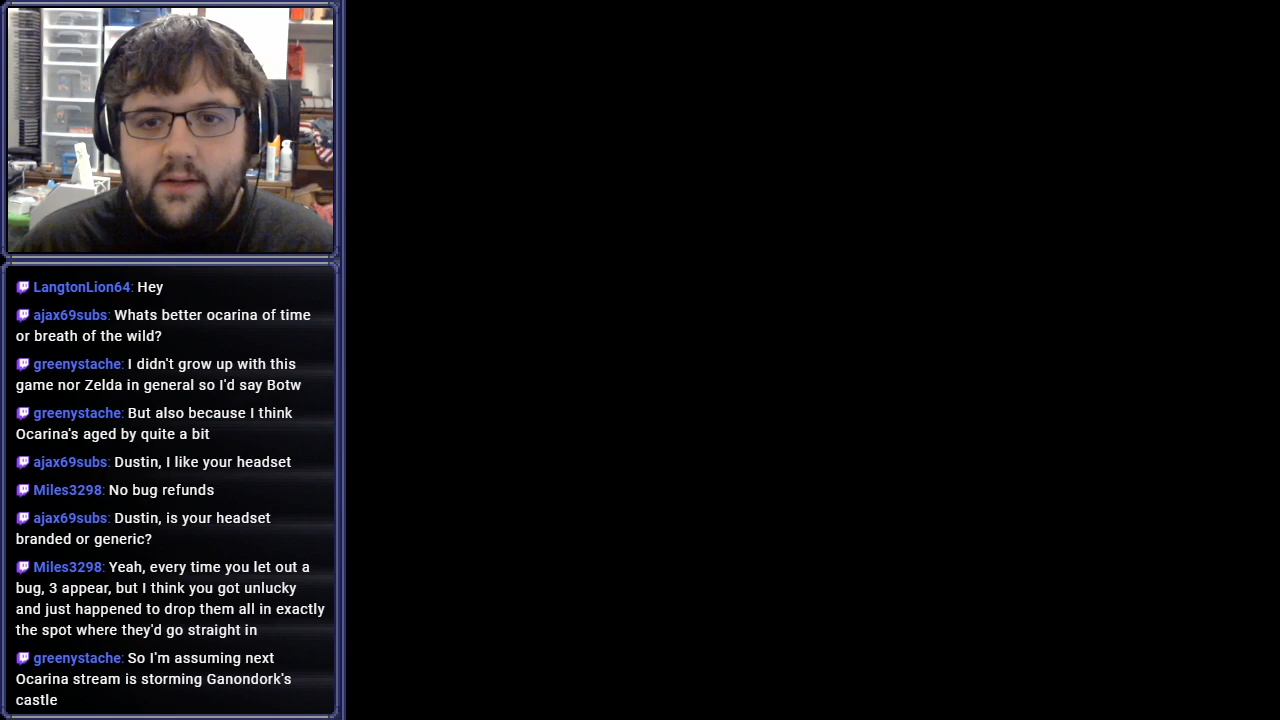 LangtonLion64: Hey
ajax69subs: Whats better ocarina of time
or breath of the wild?
greenystache: I didn't grow up with this
game nor Zelda in general so I'd say Botw
greenystache: But also because I think
Ocarina's aged by quite a bit
ajax69subs: Dustin, I like your headset
Miles3298: No bug refunds
ajax69subs: Dustin, is your headset
branded or generic?
Miles3298: Yeah, every time you let out a
bug, 3 appear, but I think you got unlucky
and just happened to drop them all in exactly
the spot where they'd go straight in
greenystache: So I'm assuming next
Ocarina stream is storming Ganondork's
castle